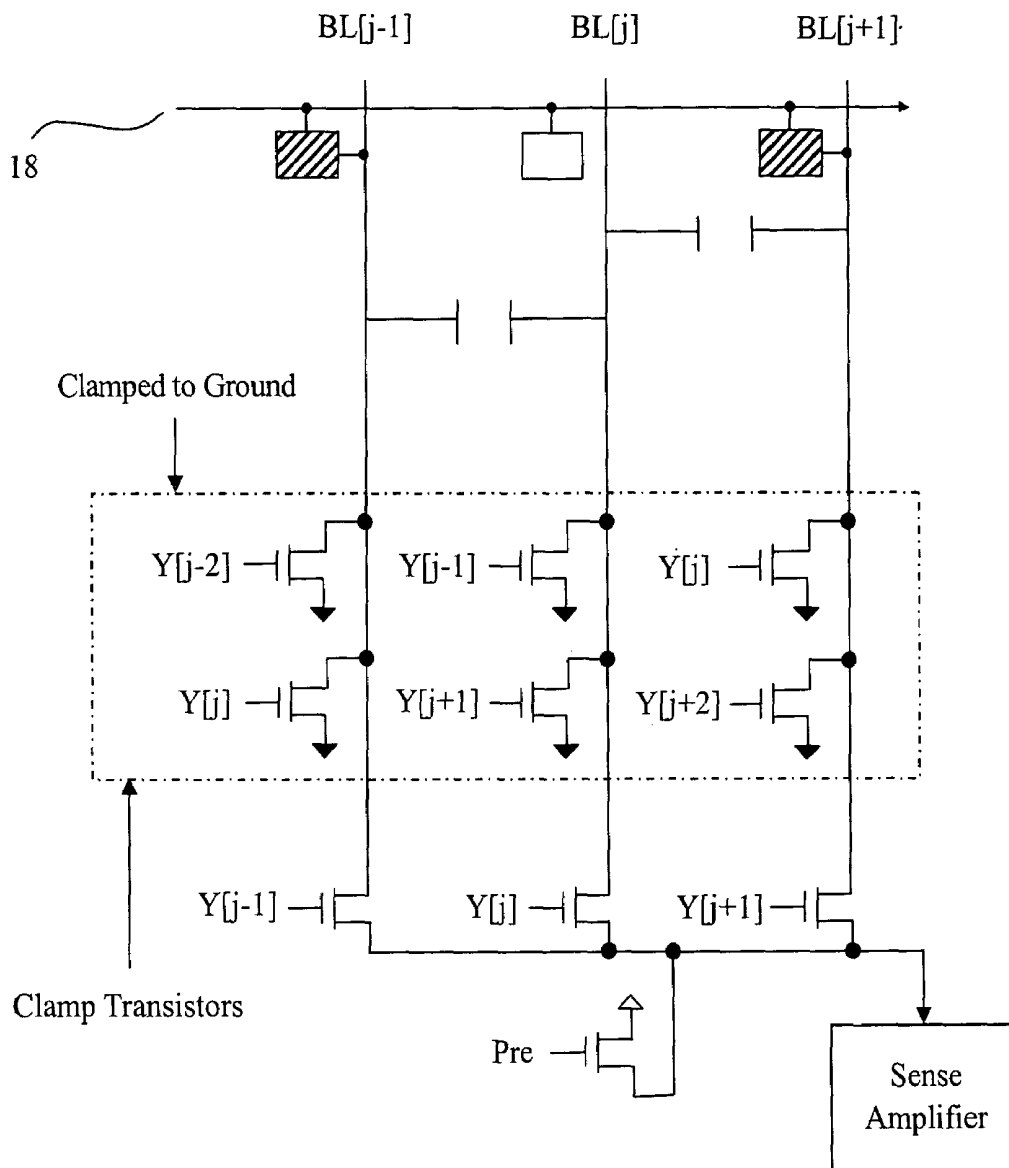 BL[j-1] BL[j] BL[j+1]
18
Clamped to Ground
Y[j-2] Y[j-1] Y[j]
Y[j] Y[j+1] Y[j+2]
Y[j-1] Y[j] Y[j+1]
Clamp Transistors
Pre
Sense
Amplifier